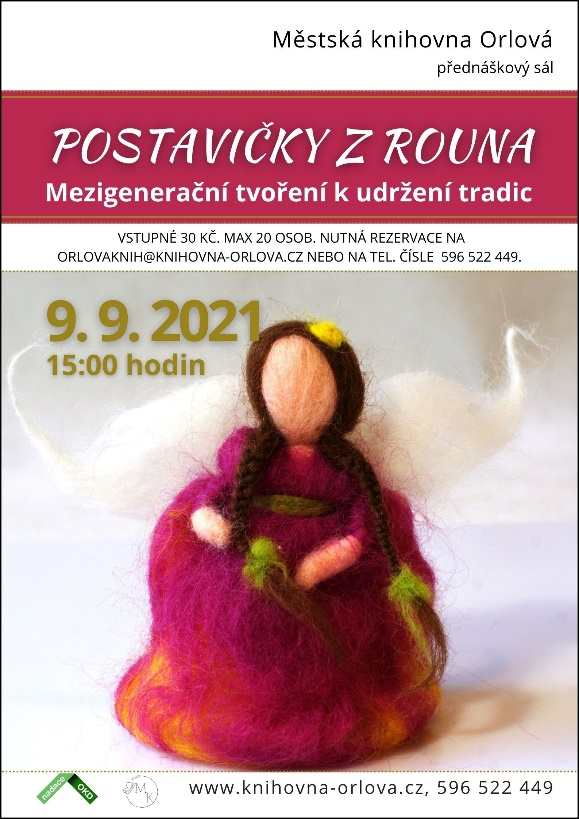 Městská knihovna Orlová
přednáškový sál
POSTAVIČKY Z ROUNA
Mezigenerační tvoření k udržení tradic
VSTUPNÉ 30 KČ. MAX 20 OSOB. NUTNÁ REZERVACE NA
ORLOVAKNIH@KNIHOVNA-ORLOVA.CZ NEBO NA TEL. ČÍSLE 596 522 449.
9. 9. 2021
15:00 hodin
nadace OKD
MK
www.knihovna-orlova.cz, 596 522 449